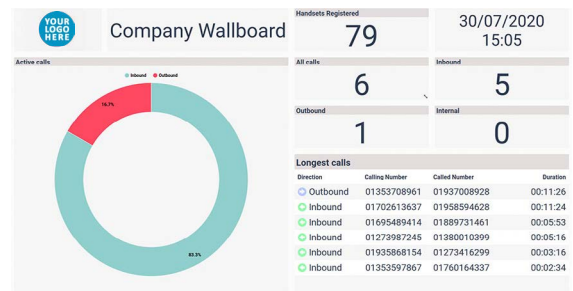 YOUR
LOGO
HERE
Company Wallboard
Handsets Registered
79
30/07/2020
15:05
Active calls
Inbound Outbound
16.7%
83.3%
All calls
6
Inbound
5
Outbound
1
Internal
0
Longest calls
Direction Calling Number Called Number Duration
Outbound 01353708961 01937008928 00:11:26
Inbound 01702613637 01958594628 00:11:24
Inbound 01695489414 01889731461 00:05:53
Inbound 01273987245 01380010399 00:05:16
Inbound 01935868154 01273416299 00:03:16
Inbound 01353597867 01760164337 00:02:34